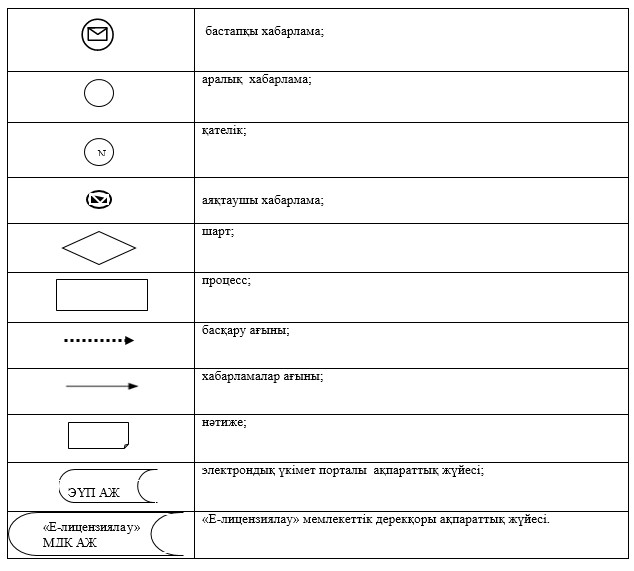 бастапқы хабарлама;
аралық хабарлама;
қателік;
N
аяқтаушы хабарлама;
шарт;
процесс;
басқару ағыны;
хабарламалар ағыны;
нәтиже;
электрондық үкімет порталы ақпараттық жүйесі;
ЭҮП АЖ
«Е-лицензиялау» мемлекеттік дерекқоры ақпараттық жүйесі.
«Е-лицензиялау»
МДҚ АЖ